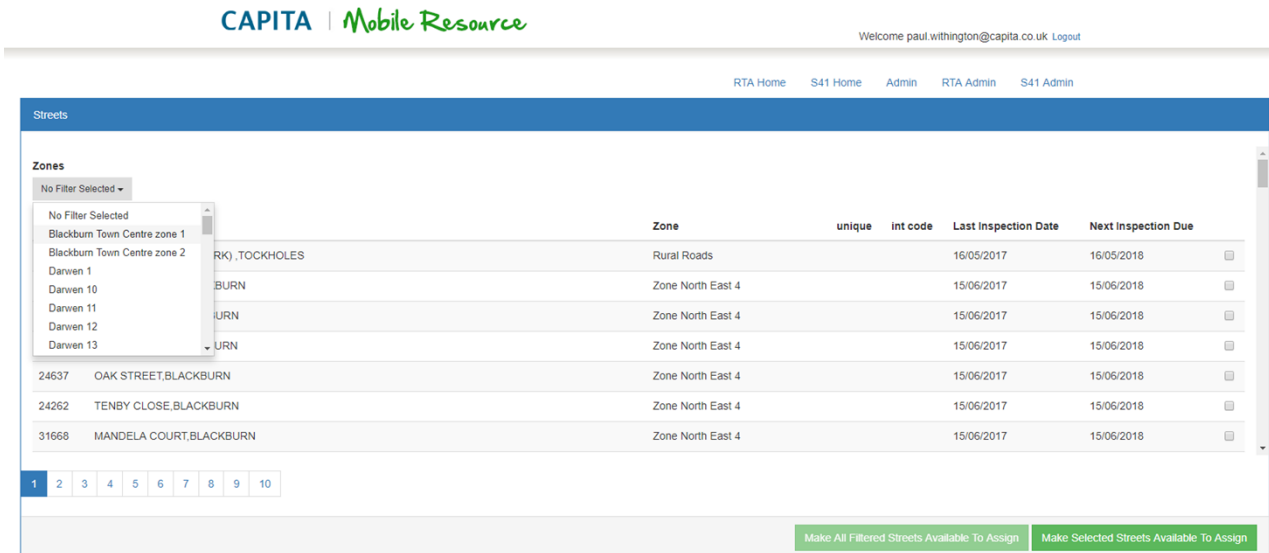 CAPITA | Mobile Resource
Welcome paul.withington@capita.co.uk Logout
RTA Home S41 Home Admin RTA Admin S41 Admin
Streets
Zones
No Filter Selected
No Filter Selected
Blackburn Town Centre zone 1
Blackburn Town Centre zone 2
Darwen 1
Darwen 10
Darwen 11
Darwen 12
Darwen 13
Zone unique int code Last Inspection Date Next Inspection Due
RK) ,TOCKHOLES Rural Roads 16/05/2017 16/05/2018
BURN Zone North East 4 15/06/2017 15/06/2018
URN Zone North East 4 15/06/2017 15/06/2018
URN Zone North East 4 15/06/2017 15/06/2018
24637 OAK STREET,BLACKBURN Zone North East 4 15/06/2017 15/06/2018
24262 TENBY CLOSE,BLACKBURN Zone North East 4 15/06/2017 15/06/2018
31668 MANDELA COURT,BLACKBURN Zone North East 4 15/06/2017 15/06/2018
1 2 3 4 5 6 7 8 9 10
Make All Filtered Streets Available To Assign Make Selected Streets Available To Assign